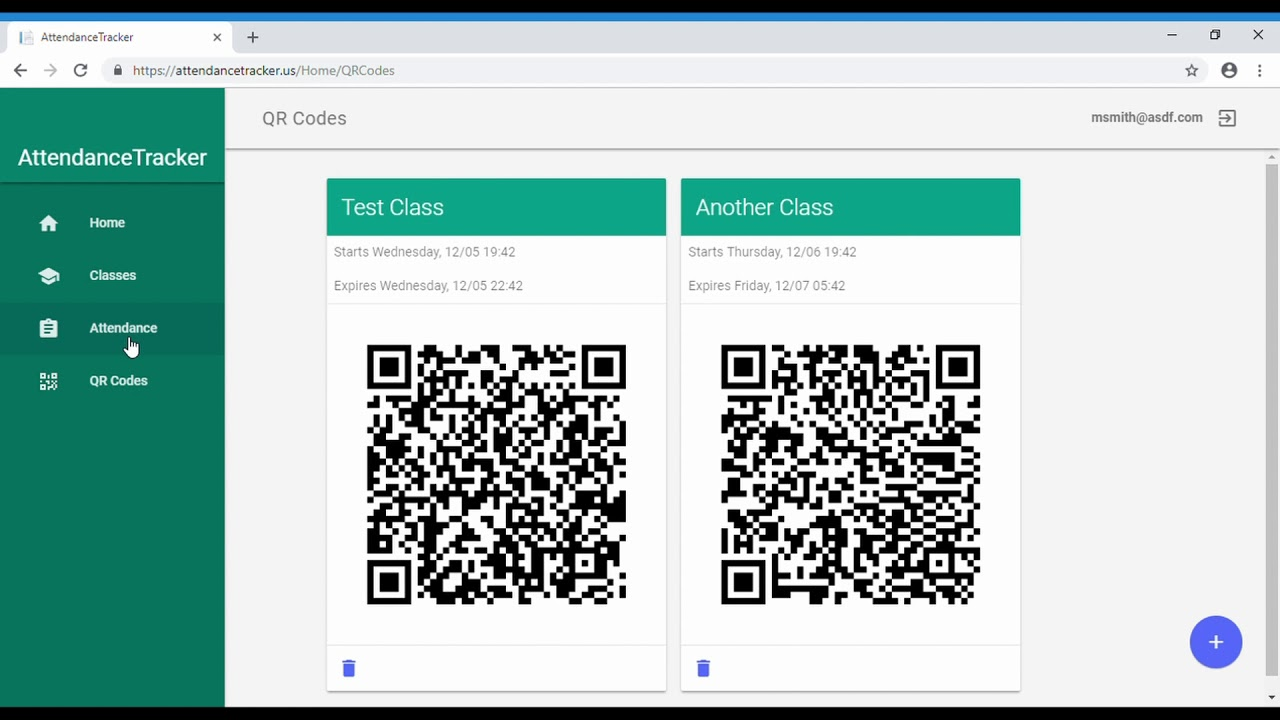 AttendanceTracker
https://attendancetracker.us/Home/QRCodes
AttendanceTracker
Home
Classes
Attendance
QR Codes
QR Codes
msmith@asdf.com
Test Class
Starts Wednesday, 12/05 19:42
Expires Wednesday, 12/05 22:42
Another Class
Starts Thursday, 12/06 19:42
Expires Friday, 12/07 05:42